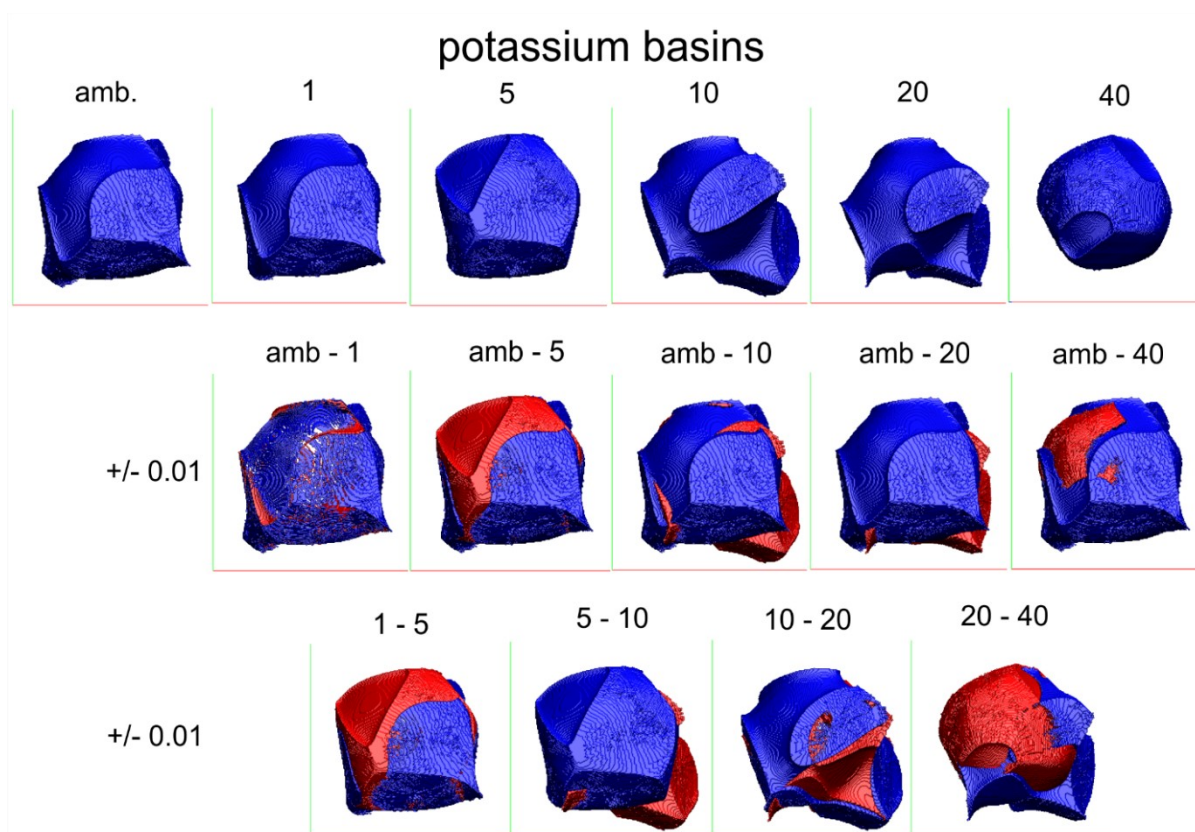 potassium basins
amb. 1 5 10 20 40
amb - 1 amb - 5 amb - 10 amb - 20 amb - 40
+/- 0.01
1 - 5 5 - 10 10 - 20 20 - 40
+/- 0.01